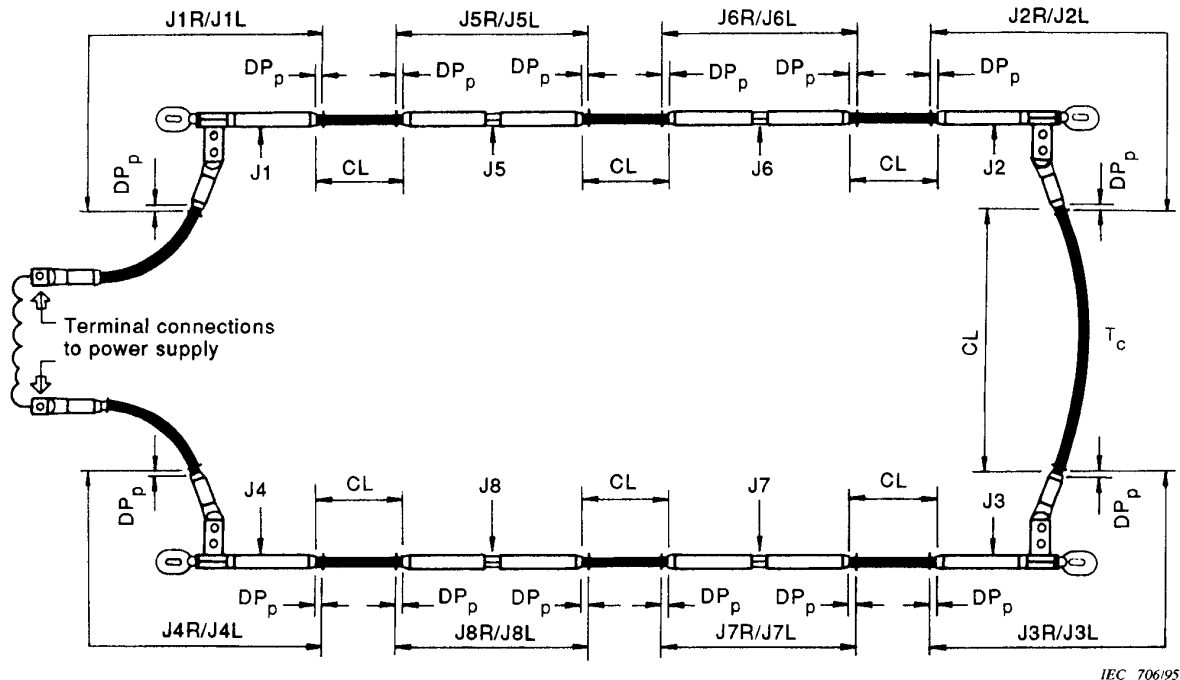 J1R/J1L
J5R/J5L
J6R/J6L
J2R/J2L
DPp
DPp
DPp
DPp
DPp
DPp
DPp
CL
CL
CL
J1
J5
J6
J2
DPp
Terminal connections
to power supply
CL
Tc
DPp
J4
CL
J8
CL
J7
CL
J3
DPp
DPp
DPp
DPp
DPp
DPp
DPp
J4R/J4L
J8R/J8L
J7R/J7L
J3R/J3L
IEC 706/95